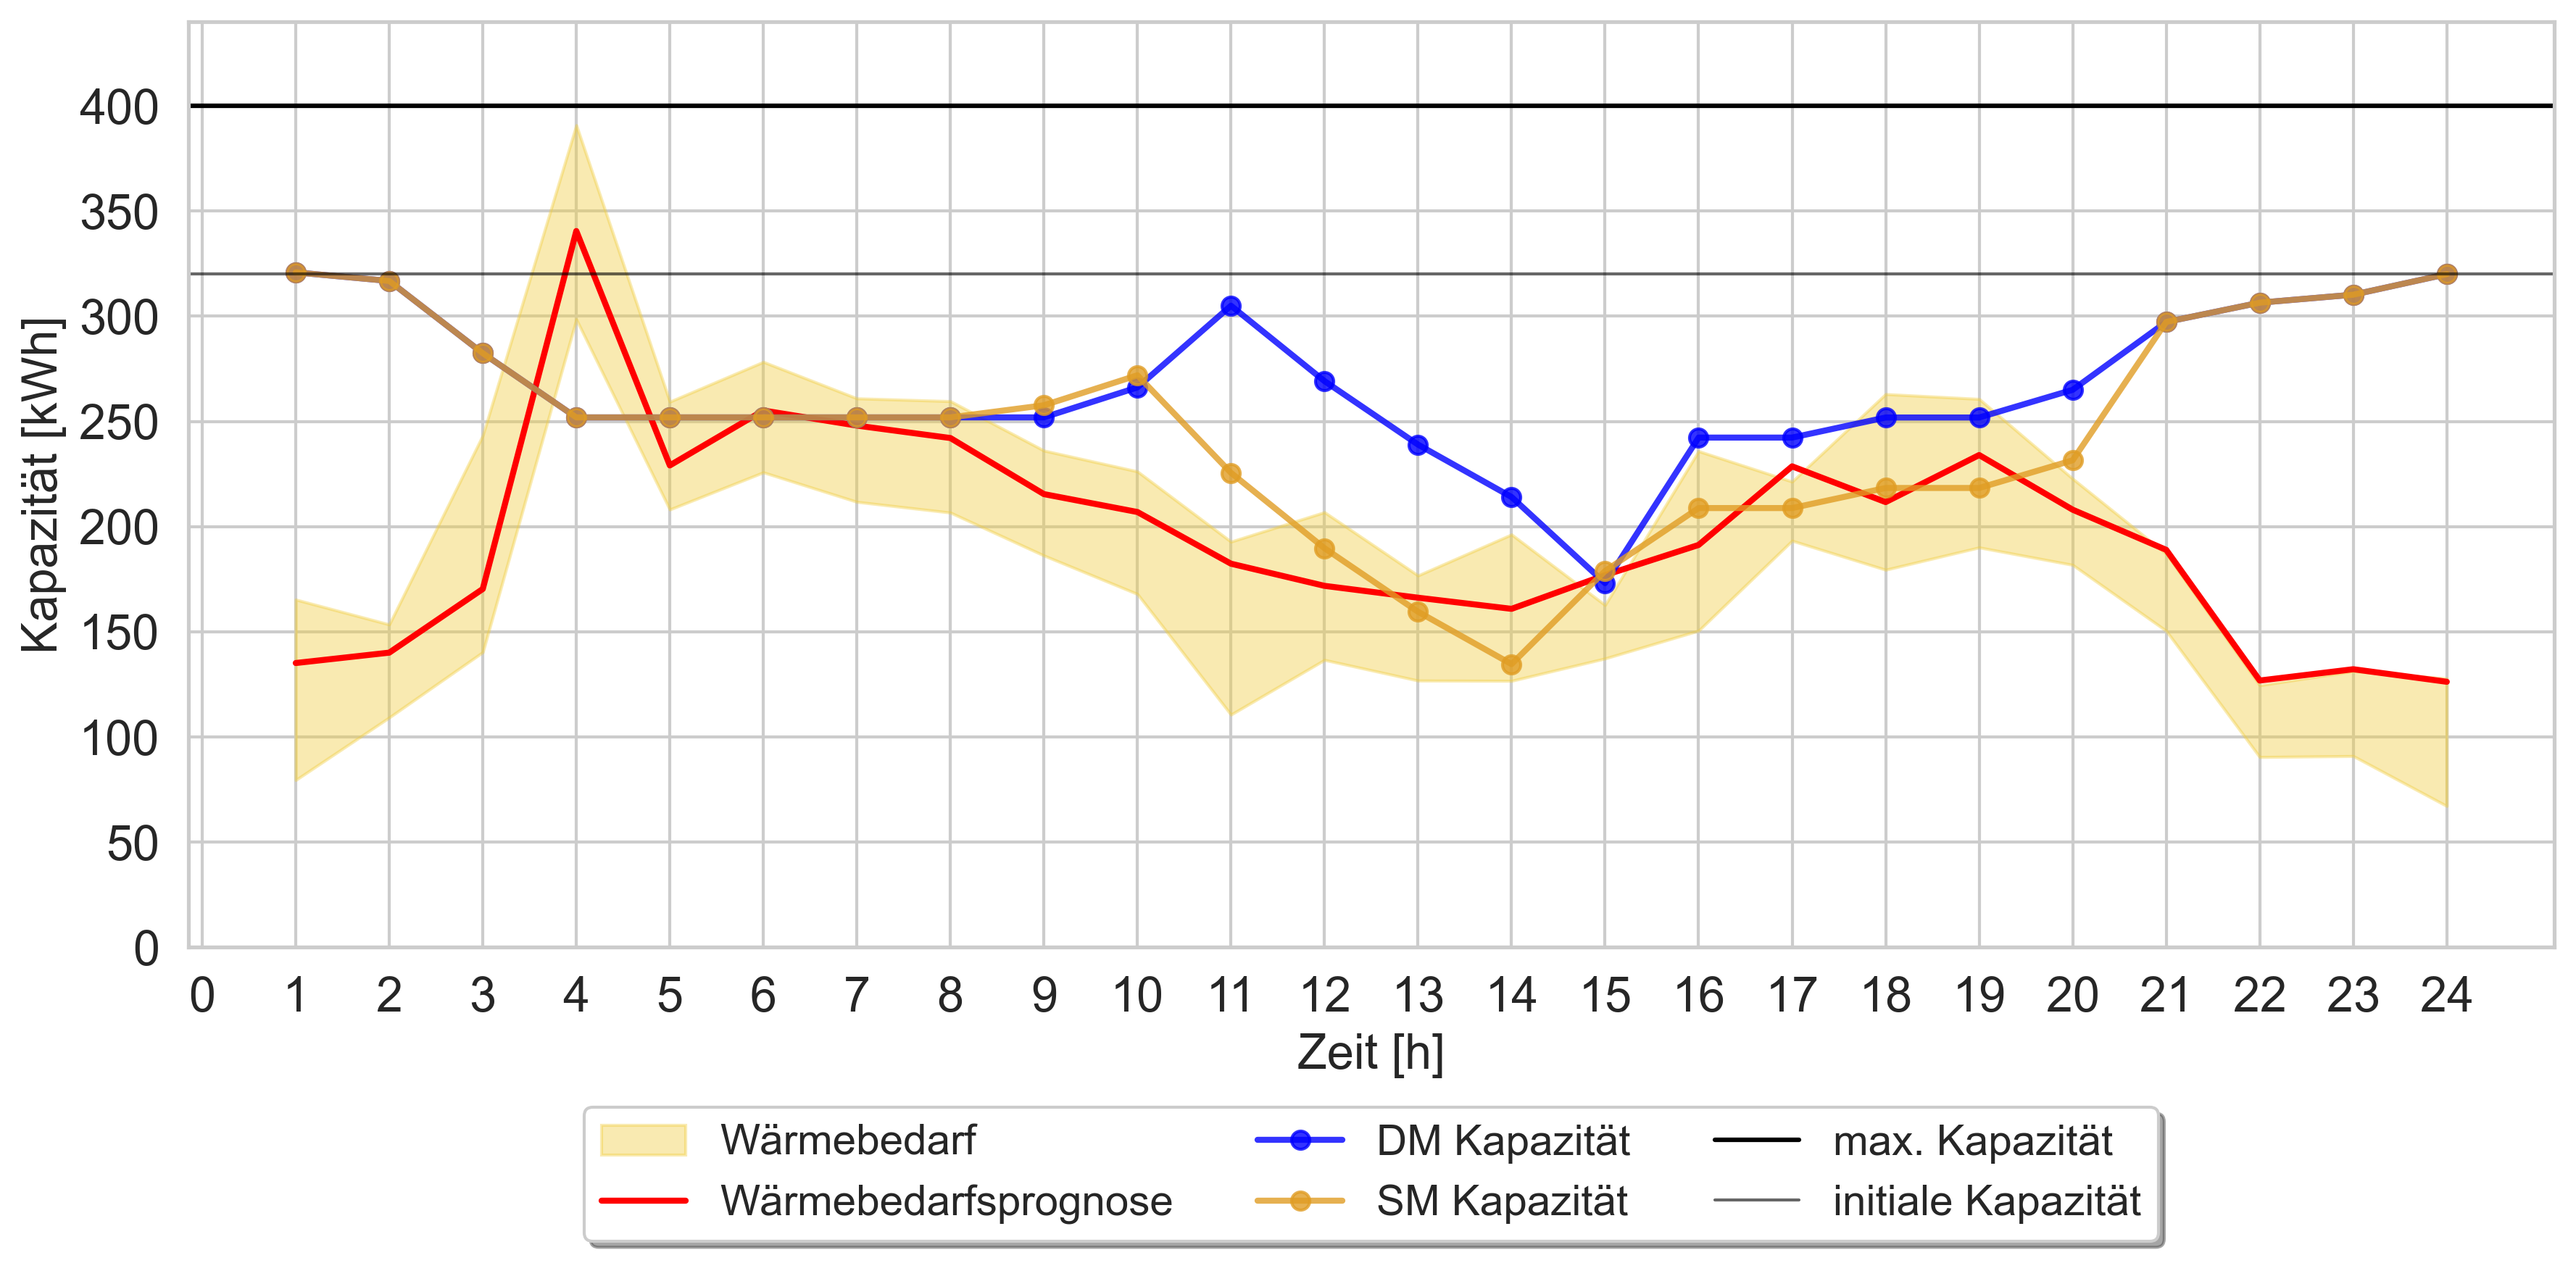 Kapazität [kWh]
400
350
300
250
200
150
100
50
0
0 1 2 3 4 5 6 7 8 9 10 11 12 13 14 15 16 17 18 19 20 21 22 23 24
Zeit [h]
Wärmebedarf DM Kapazität max. Kapazität
Wärmebedarfsprognose SM Kapazität initiale Kapazität